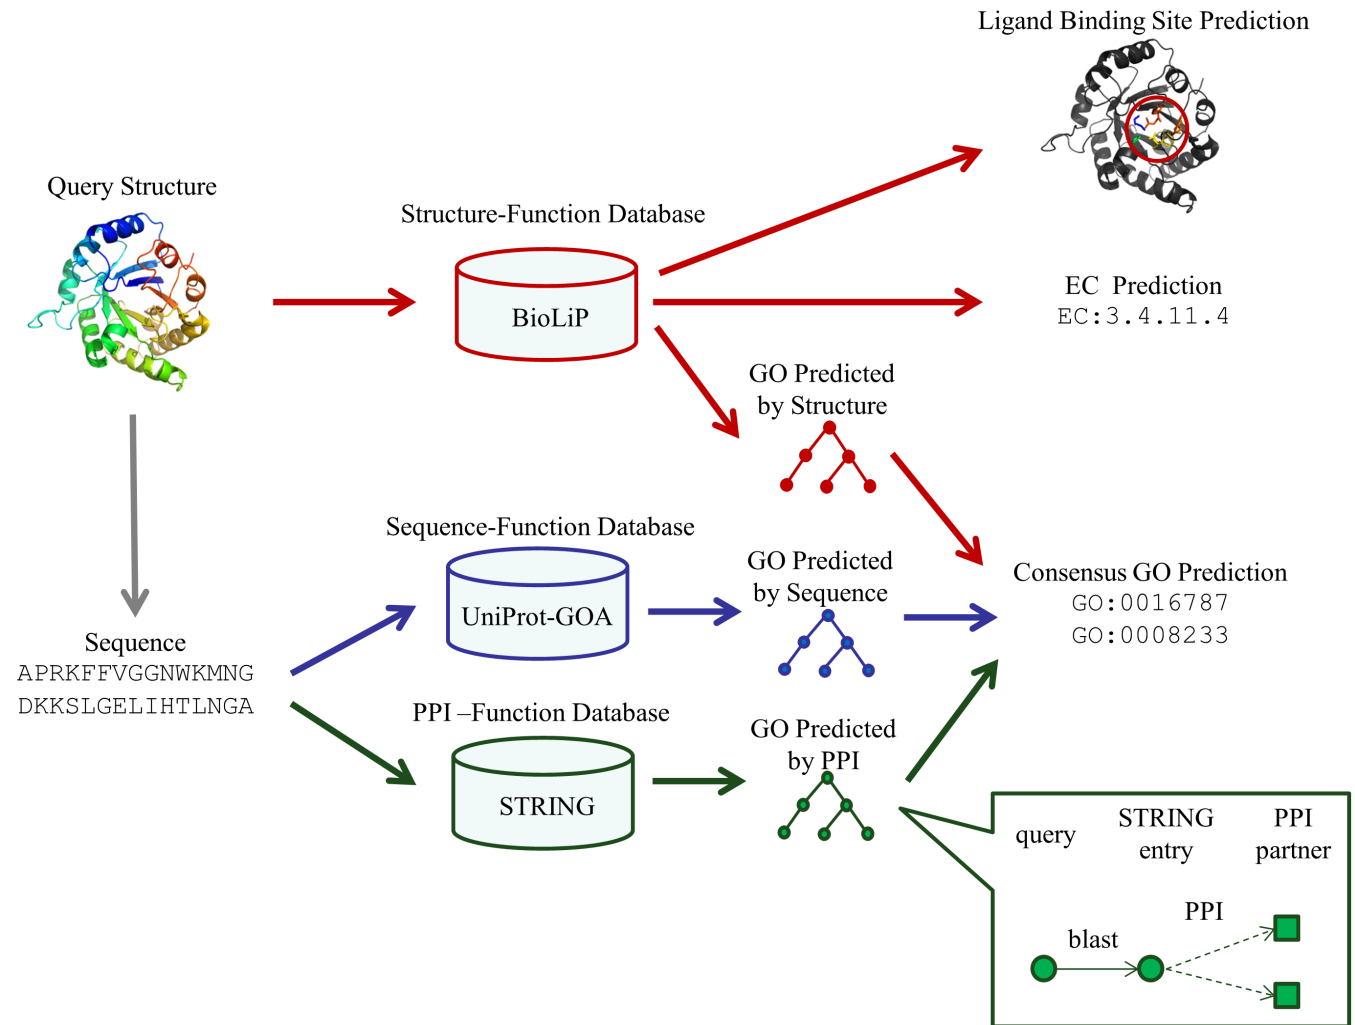 Ligand Binding Site Prediction
Query Structure
Structure-Function Database
BioLiP
EC  Prediction
EC:3.4.11.4
GO Predicted
by Structure
Sequence-Function Database
UniProt-GOA
GO Predicted
by Sequence
Consensus GO Prediction
GO:0016787
GO:0008233
Sequence
APRKFFVGGNWKMNG
DKKSLGELIHTLNGA
PPI –Function Database
STRING
GO Predicted
by PPI
query
STRING
entry
PPI
partner
PPI
blast